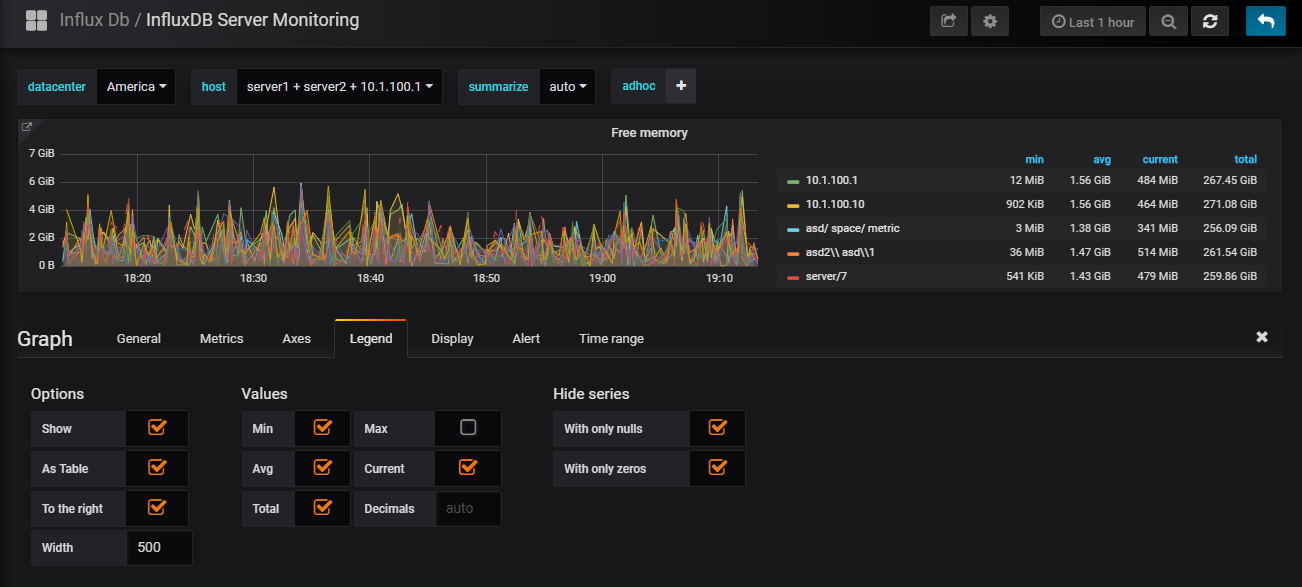 Influx Db / InfluxDB Server Monitoring
Last 1 hour
datacenter America host server1 + server2 + 10.1.100.1 summarize auto adhoc +
Free memory
7 GiB
6 GiB
4 GiB
2 GiB
0 B
18:20 18:30 18:40 18:50 19:00 19:10
min avg current total
10.1.100.1 12 MiB 1.56 GiB 484 MiB 267.45 GiB
10.1.100.10 902 KiB 1.56 GiB 464 MiB 271.08 GiB
asd/ space/ metric 3 MiB 1.38 GiB 341 MiB 256.09 GiB
asd2\\ asd\\1 36 MiB 1.47 GiB 514 MiB 261.54 GiB
server/7 541 KiB 1.43 GiB 479 MiB 259.86 GiB
Graph General Metrics Axes Legend Display Alert Time range
Options
Show
As Table
To the right
Width 500
Values
Min Max
Avg Current
Total Decimals auto
Hide series
With only nulls
With only zeros